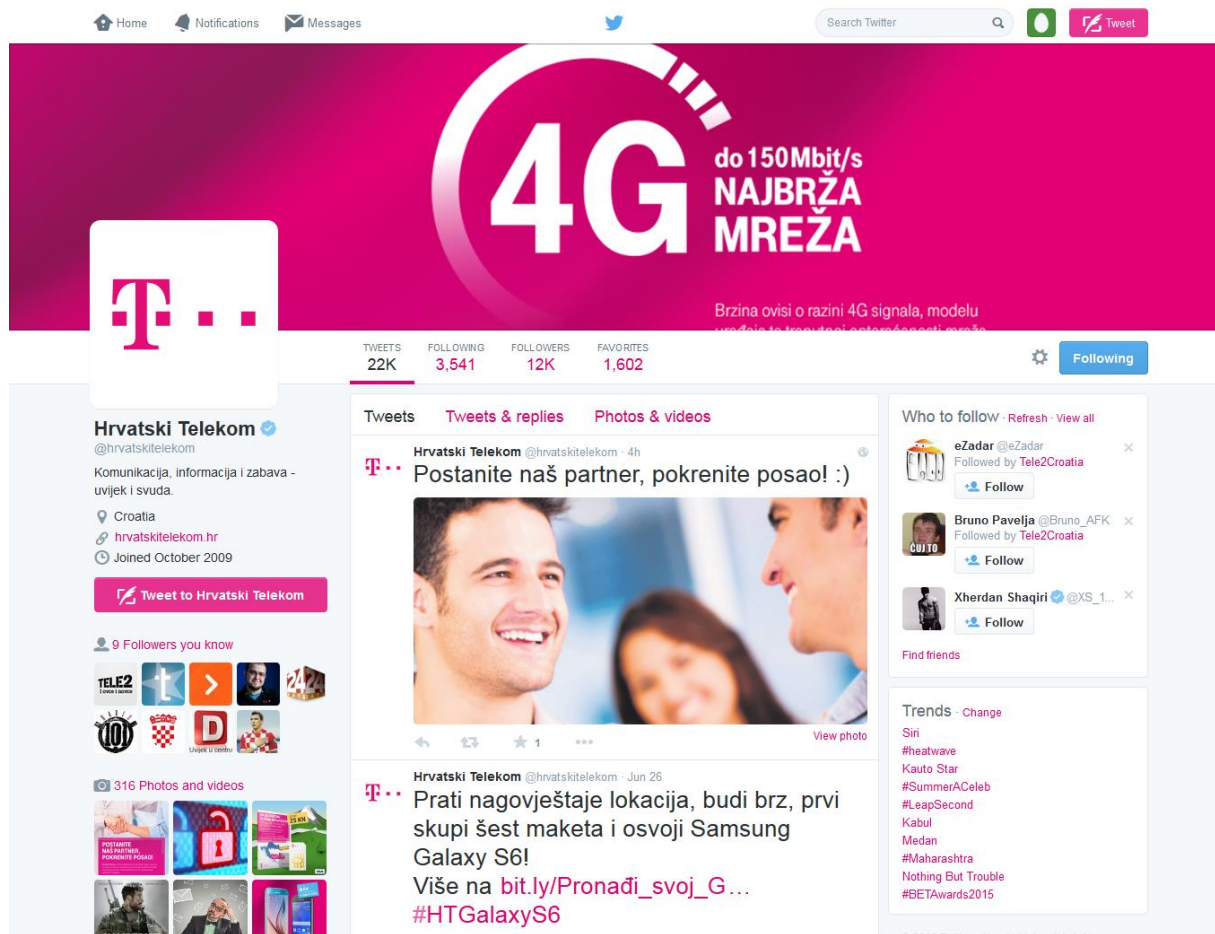 Home Notifications Messages Search Twitter Tweet
4G
do 150Mbit/s
NAJBRŽA
MREŽA
Brzina ovisi o razini 4G signala, modelu
TWEETS FOLLOWING FOLLOWERS FAVORITES
22K 3,541 12K 1,602
Following
Hrvatski Telekom
@hrvatskitelekom
Komunikacija, informacija i zabava -
uvijek i svuda.
Croatia
hrvatskitelekom.hr
Joined October 2009
Tweet to Hrvatski Telekom
9 Followers you know
TELE2
t
24
24
101
D
Uvijek u centru
316 Photos and videos
POSTANITE
NAŠ PARTNER,
POKRENITE POSAO!
Tweets Tweets & replies Photos & videos
Hrvatski Telekom @hrvatskitelekom · 4h
Postanite naš partner, pokrenite posao! :)
1
View photo
Hrvatski Telekom @hrvatskitelekom · Jun 26
Prati nagovještaje lokacija, budi brz, prvi
skupi šest maketa i osvoji Samsung
Galaxy S6!
Više na bit.ly/Pronađi_svoj_G…
#HTGalaxyS6
Who to follow · Refresh · View all
eZadar @eZadar
Followed by Tele2Croatia
Follow
Bruno Pavelja @Bruno_AFK
Followed by Tele2Croatia
ČUJ TO
Follow
Xherdan Shaqiri @XS_1...
Follow
Find friends
Trends · Change
Siri
#heatwave
Kauto Star
#SummerACeleb
#LeapSecond
Kabul
Medan
#Maharashtra
Nothing But Trouble
#BETAwards2015